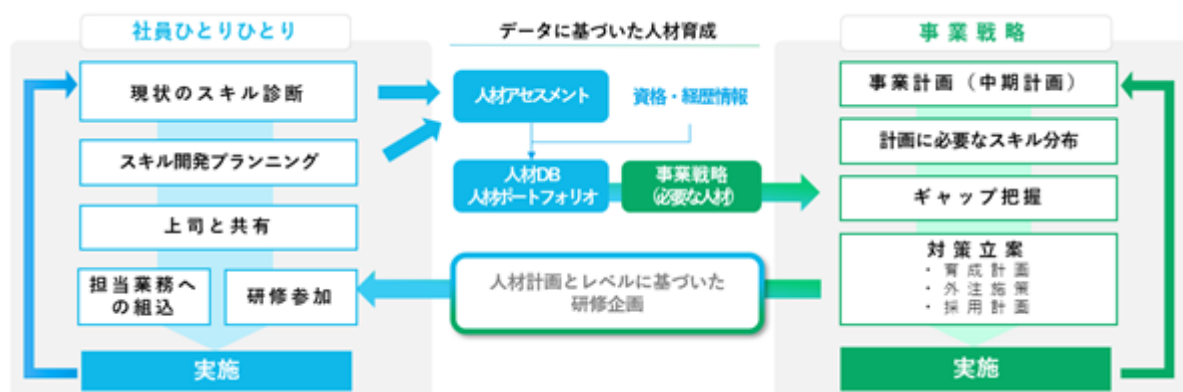 社員ひとりひとり
現状のスキル診断
スキル開発プランニング
上司と共有
担当業務へ
の組込
研修参加
実施
データに基づいた人材育成
人材アセスメント
資格・経歴情報
人材DB
人材ポートフォリオ
事業戦略
(必要な人材)
人材計画とレベルに基づいた
研修企画
事業戦略
事業計画（中期計画）
計画に必要なスキル分布
ギャップ把握
対策立案
・育成計画
・外注施策
・採用計画
実施